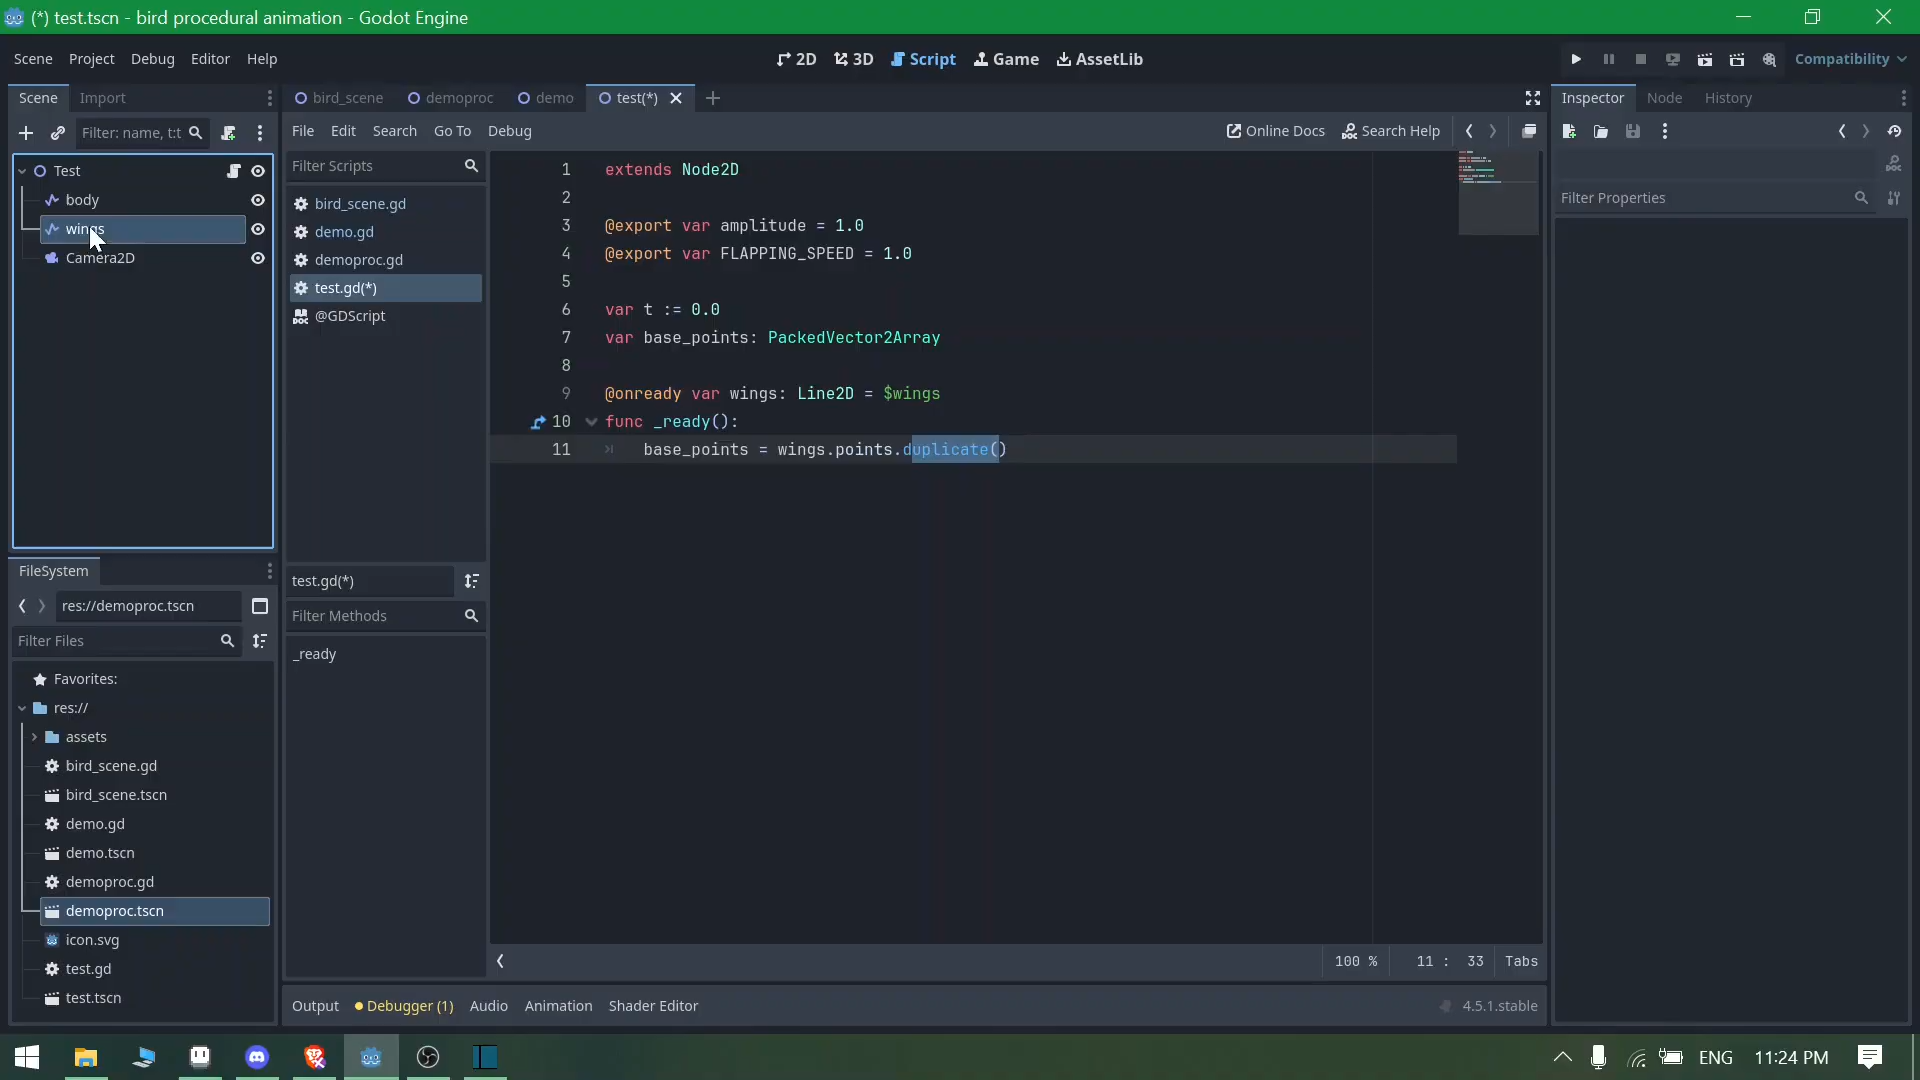 (*) test.tscn - bird procedural animation - Godot Engine
Scene Project Debug Editor Help
2D 3D Script Game AssetLib
Compatibility
Scene Import
bird_scene demoproc demo test(*)
Inspector Node History
Filter: name, t:t
File Edit Search Go To Debug
Online Docs Search Help
Test
body
wings
Camera2D
Filter Scripts
bird_scene.gd
demo.gd
demoproc.gd
test.gd(*)
@GDScript
test.gd(*)
Filter Methods
_ready
1 extends Node2D
2
3 @export var amplitude = 1.0
4 @export var FLAPPING_SPEED = 1.0
5
6 var t := 0.0
7 var base_points: PackedVector2Array
8
9 @onready var wings: Line2D = $wings
10 func _ready():
11 base_points = wings.points.duplicate()
Filter Properties
FileSystem
res://demoproc.tscn
Filter Files
Favorites:
res://
assets
bird_scene.gd
bird_scene.tscn
demo.gd
demo.tscn
demoproc.gd
demoproc.tscn
icon.svg
test.gd
test.tscn
100 % 11 : 33 Tabs
Output Debugger (1) Audio Animation Shader Editor
4.5.1.stable
ENG 11:24 PM